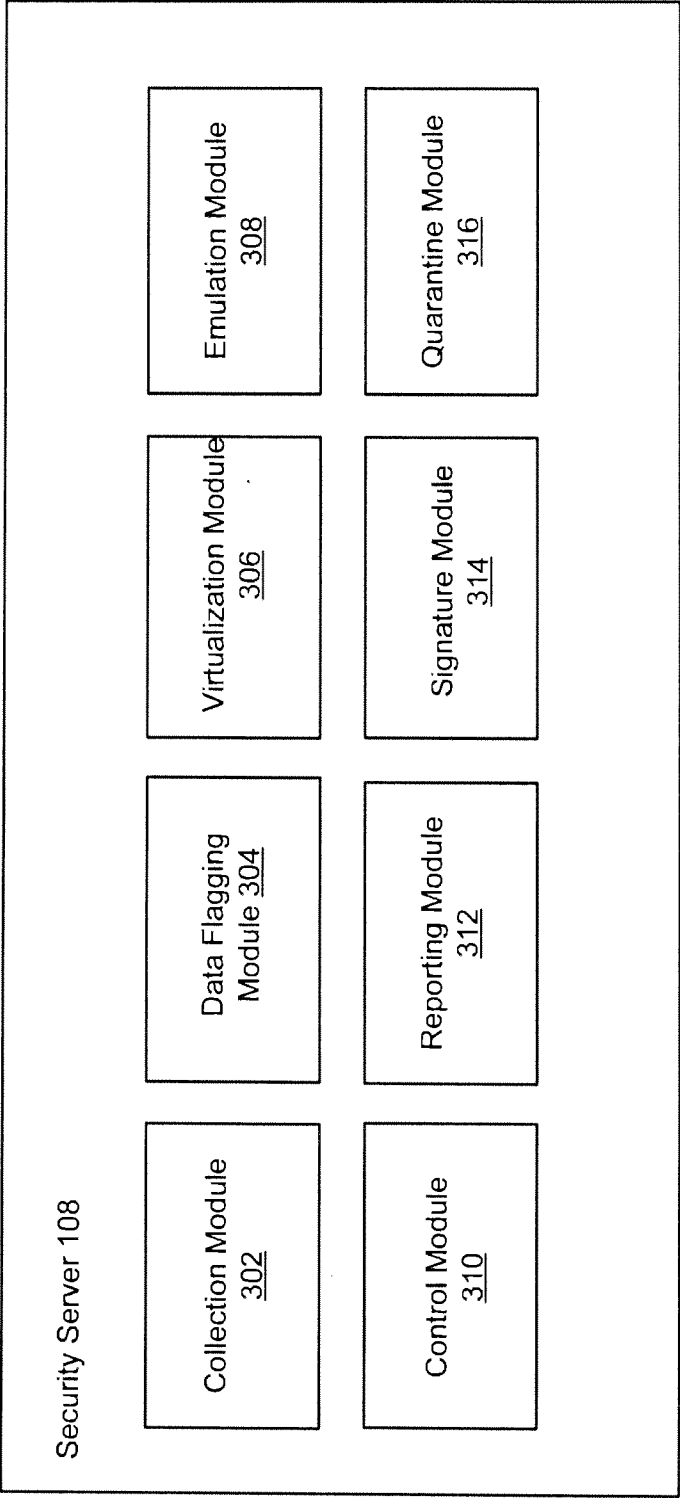 Security Server 108
Collection Module
302
Data Flagging
Module 304
Virtualization Module
306
Emulation Module
308
Control Module
310
Reporting Module
312
Signature Module
314
Quarantine Module
316